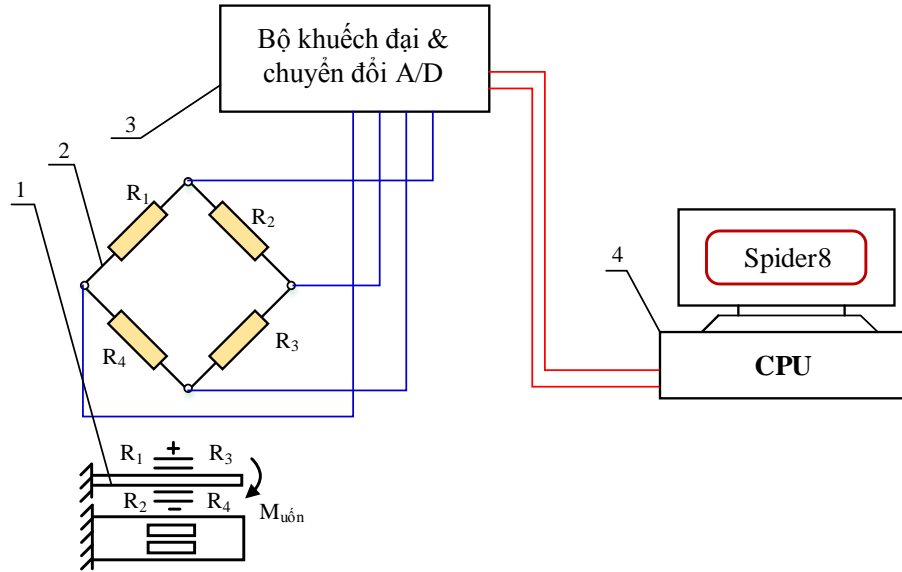 Bộ khuếch đại &
chuyển đổi A/D
3
2
1
R1
R2
R4
R3
4
Spider8
CPU
R1 + R3
R2 - R4
Muốn